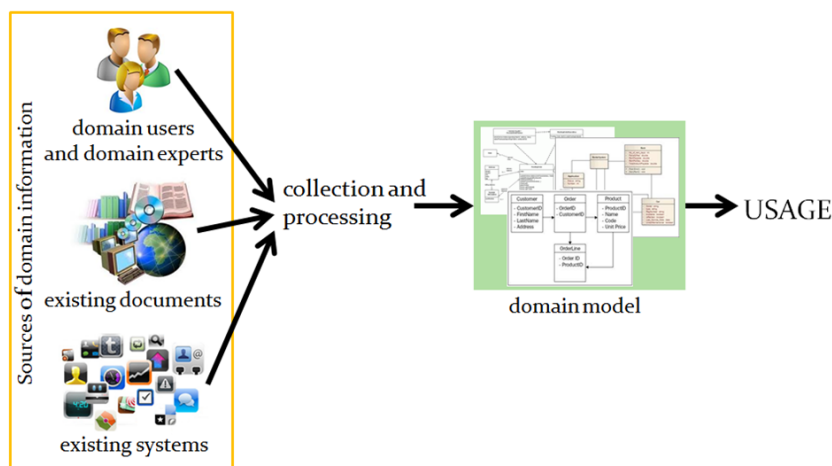 Sources of domain information
domain users
and domain experts
existing documents
existing systems
collection and
processing
Customer
- CustomerID
- FirstName
- LastName
- Address
Order
- OrderID
- CustomerID
Product
- ProductID
- Name
- Code
- Unit Price
OrderLine
- Order ID
- ProductID
domain model
USAGE